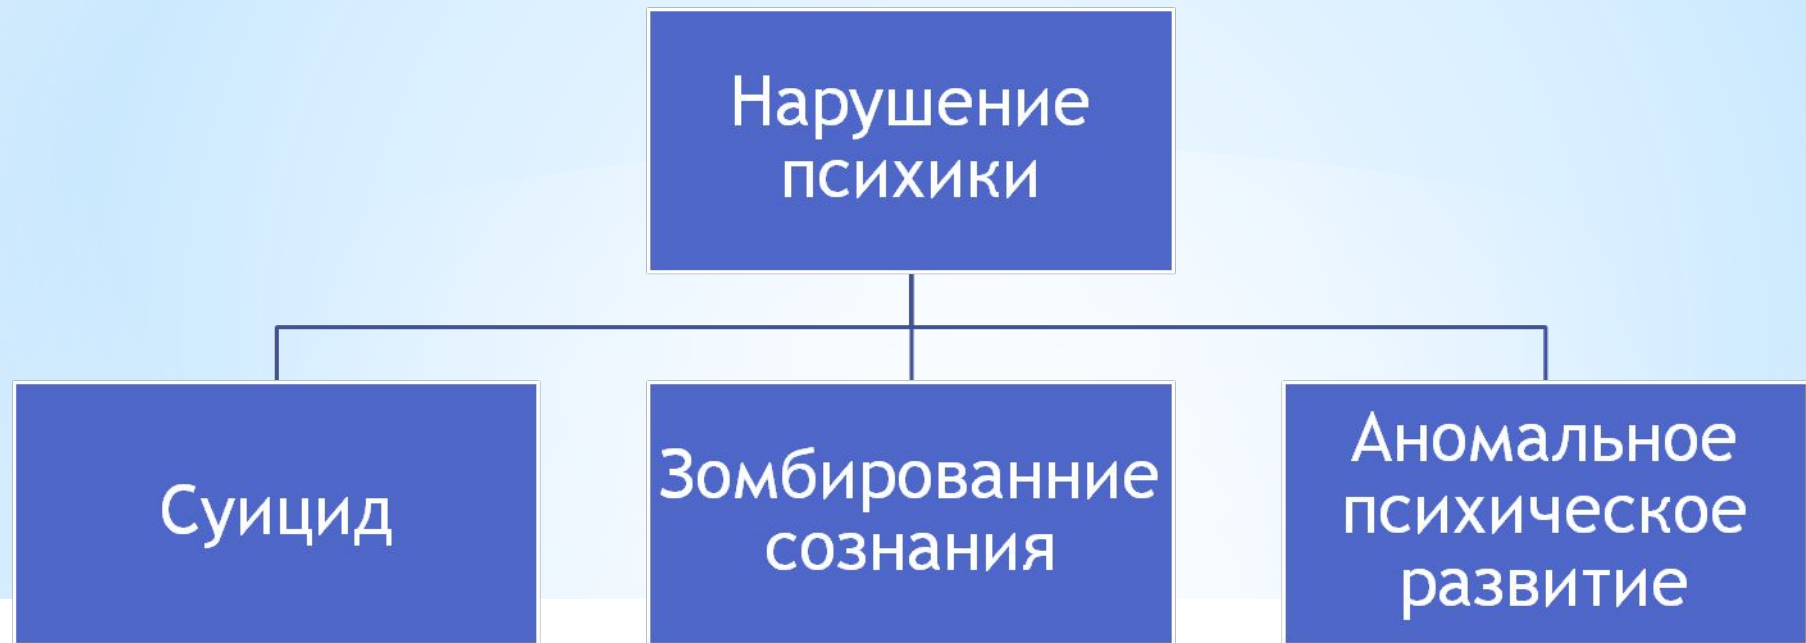 Нарушение
психики
Суицид
Зомбированние
сознания
Аномальное
психическое
развитие